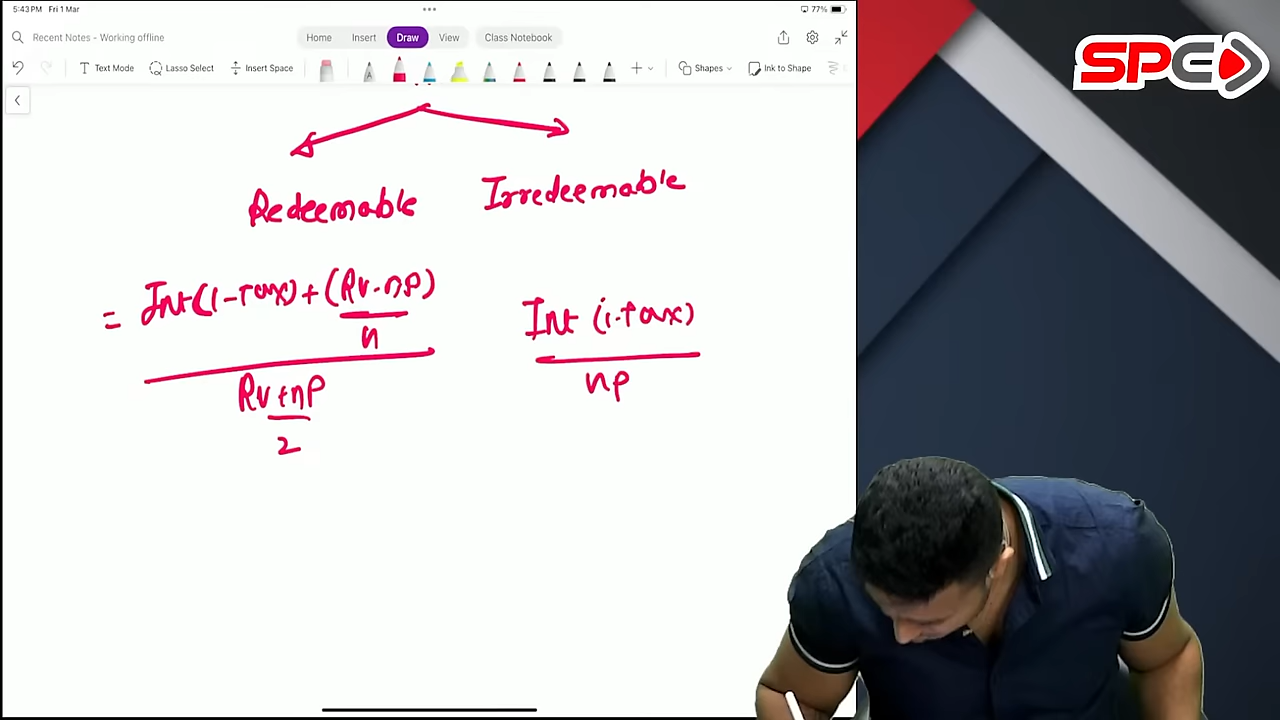 5:43 PM Fri 1 Mar
77%
Recent Notes - Working offline
Home Insert Draw View Class Notebook
Text Mode Lasso Select Insert Space Shapes Ink to Shape
SPC
Redeemable Irredeemable
= Int (1-Tax) + (RV-nP)
n
RV+nP
2
Int (1-Tax)
nP